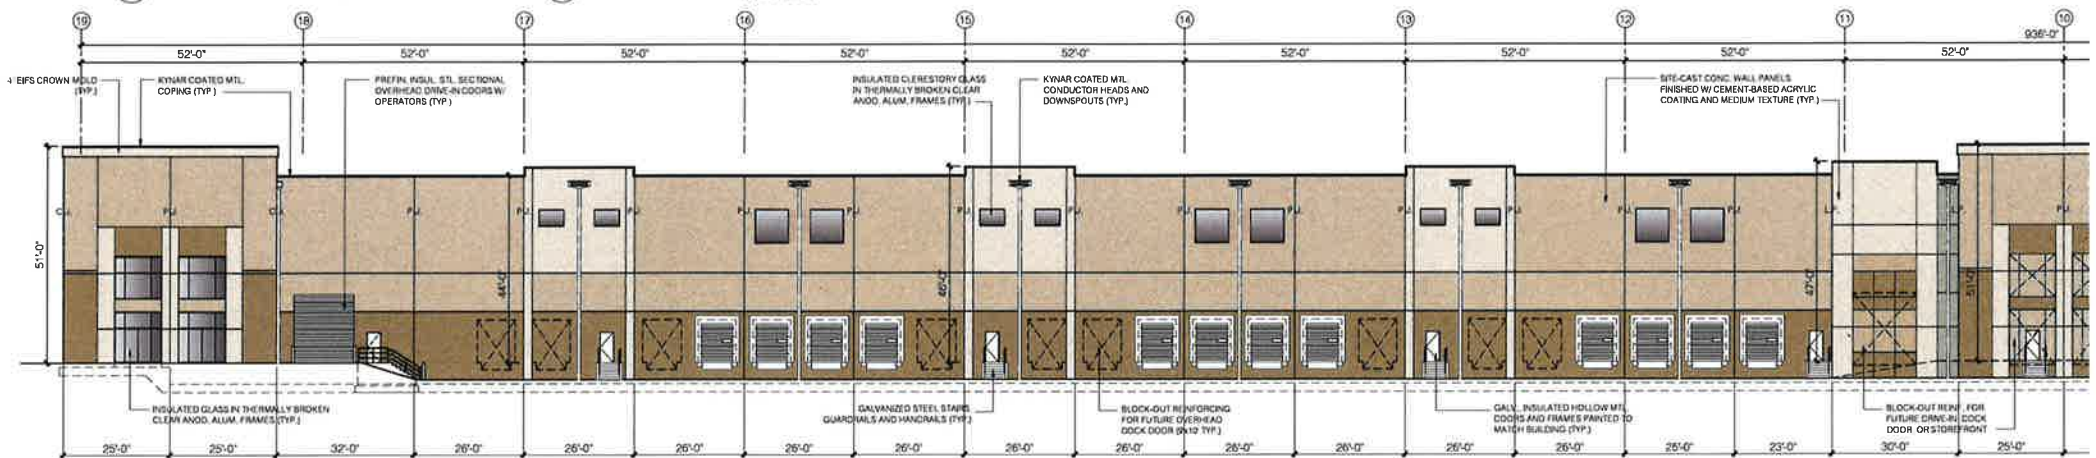 19 18 17 16 15 14 13 12 11 10
936'-0"
52'-0" 52'-0" 52'-0" 52'-0" 52'-0" 52'-0" 52'-0" 52'-0" 52'-0"
EIFS CROWN MOLD
(TYP.)
KYNAR COATED MTL.
COPING (TYP.)
PREFIN. INSUL. STL. SECTIONAL
OVERHEAD DRIVE-IN DOORS W/
OPERATORS (TYP.)
INSULATED CLERESTORY GLASS
IN THERMALLY BROKEN CLEAR
ANOD. ALUM. FRAMES (TYP.)
KYNAR COATED MTL.
CONDUCTOR HEADS AND
DOWNSPOUTS (TYP.)
SITE-CAST CONC. WALL PANELS
FINISHED W/ CEMENT-BASED ACRYLIC
COATING AND MEDIUM TEXTURE (TYP.)
C.J. P.J. C.J. P.J. P.J. P.J. P.J. P.J. P.J. P.J. P.J. P.J. P.J. P.J. P.J. P.J.
51'-0"
44'-0"
46'-0"
47'-0"
51'-0"
INSULATED GLASS IN THERMALLY BROKEN
CLEAR ANOD. ALUM. FRAMES (TYP.)
GALVANIZED STEEL STAIRS
GUARDRAILS AND HANDRAILS (TYP.)
BLOCK-OUT REINFORCING
FOR FUTURE OVERHEAD
DOCK DOOR (9x10 TYP.)
GALV. INSULATED HOLLOW MTL.
DOORS AND FRAMES PAINTED TO
MATCH BUILDING (TYP.)
BLOCK-OUT REINF. FOR
FUTURE DRIVE-IN, DOCK
DOOR OR STOREFRONT
25'-0" 25'-0" 32'-0" 26'-0" 26'-0" 26'-0" 26'-0" 26'-0" 26'-0" 26'-0" 26'-0" 26'-0" 26'-0" 26'-0" 25'-0" 23'-0" 30'-0" 25'-0"